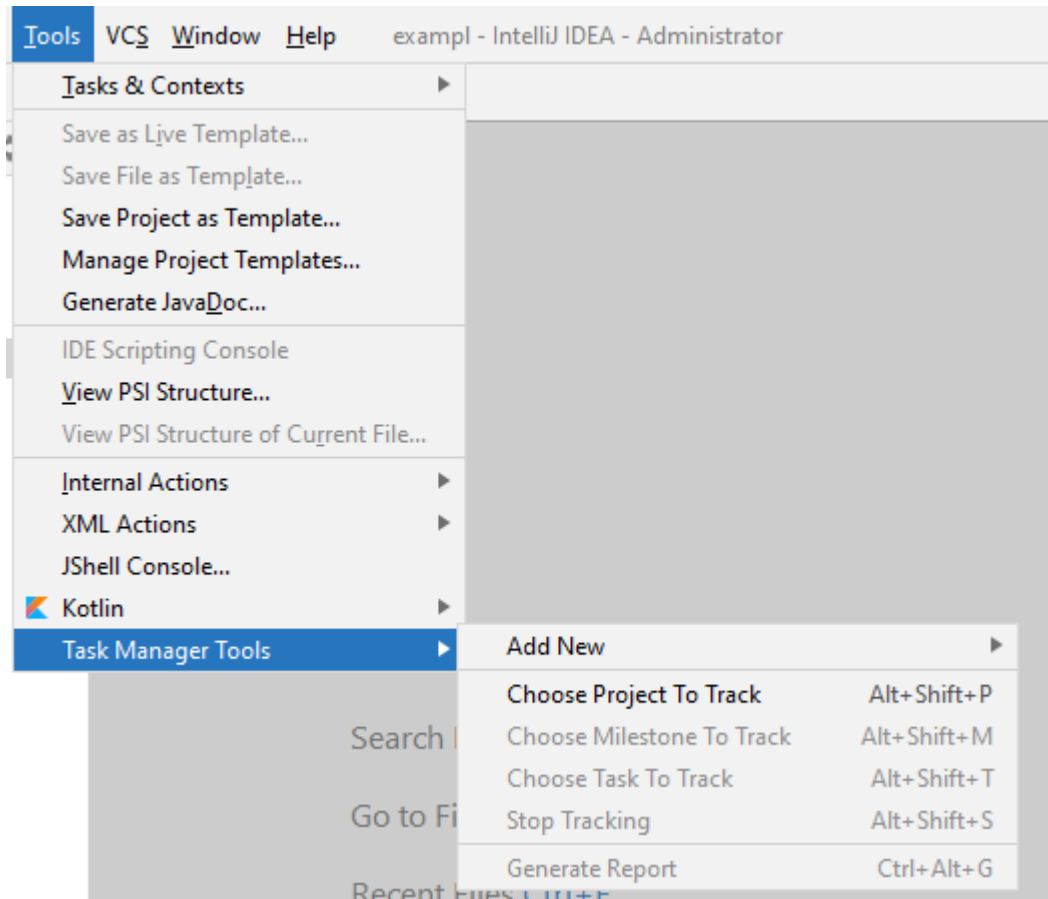 Tools VCS Window Help exampl - IntelliJ IDEA - Administrator
Tasks & Contexts
Save as Live Template...
Save File as Template...
Save Project as Template...
Manage Project Templates...
Generate JavaDoc...
IDE Scripting Console
View PSI Structure...
View PSI Structure of Current File...
Internal Actions
XML Actions
JShell Console...
Kotlin
Task Manager Tools
Add New
Choose Project To Track Alt+Shift+P
Choose Milestone To Track Alt+Shift+M
Choose Task To Track Alt+Shift+T
Stop Tracking Alt+Shift+S
Generate Report Ctrl+Alt+G
Search
Go to Fi
Recent Files Ctrl+E